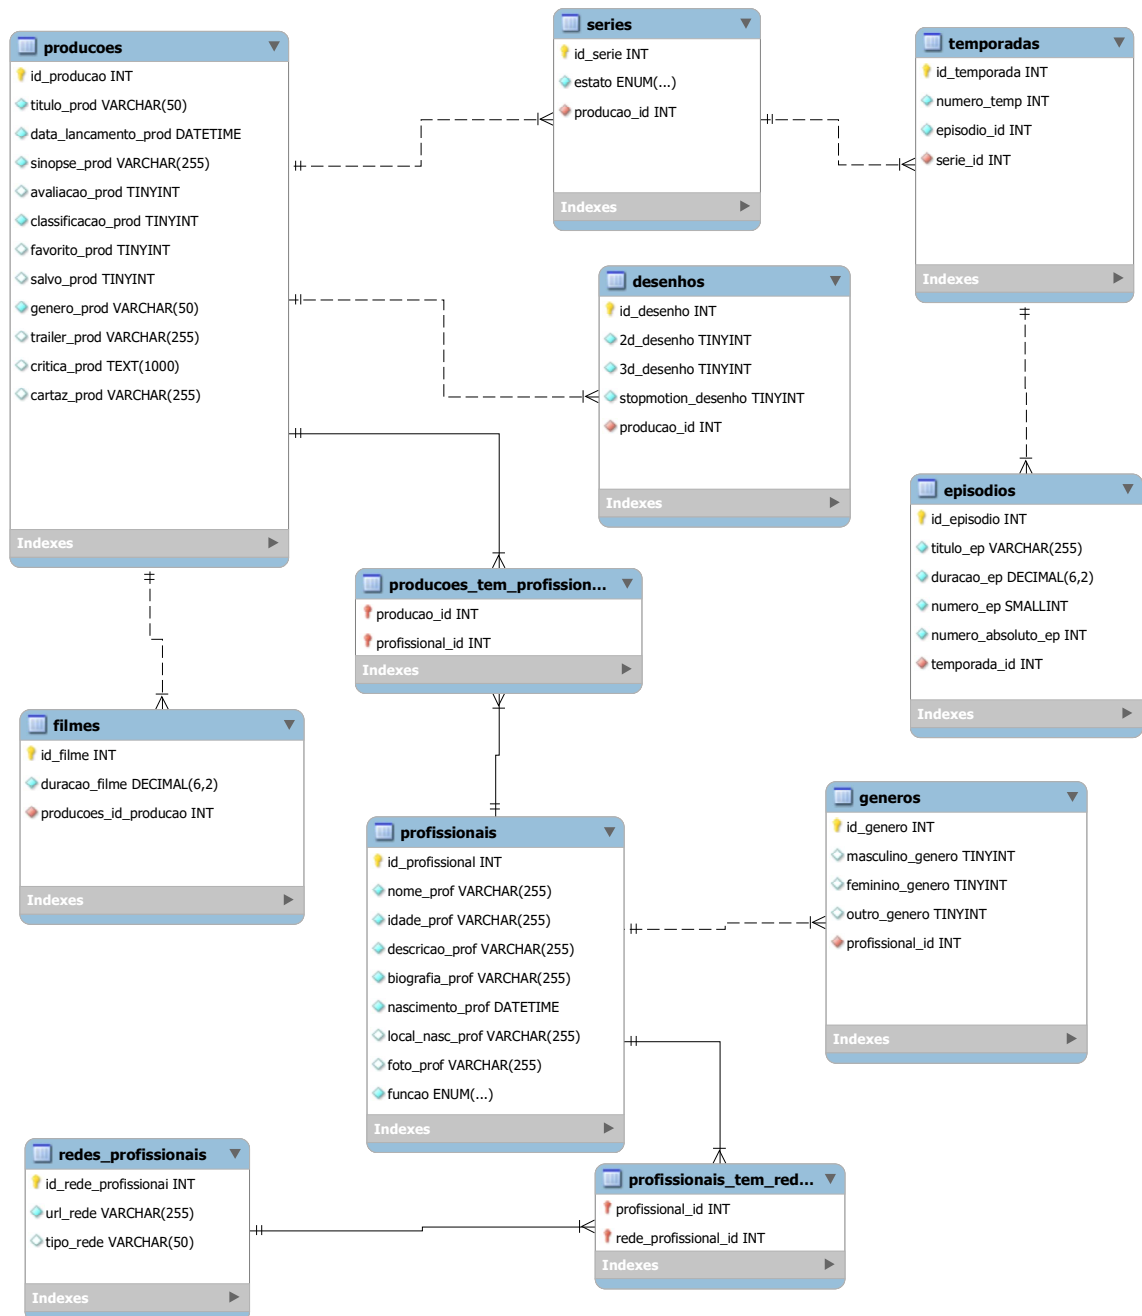 producoes
id_producao INT
titulo_prod VARCHAR(50)
data_lancamento_prod DATETIME
sinopse_prod VARCHAR(255)
avaliacao_prod TINYINT
classificacao_prod TINYINT
favorito_prod TINYINT
salvo_prod TINYINT
genero_prod VARCHAR(50)
trailer_prod VARCHAR(255)
critica_prod TEXT(1000)
cartaz_prod VARCHAR(255)
Indexes
series
id_serie INT
estato ENUM(...)
producao_id INT
Indexes
temporadas
id_temporada INT
numero_temp INT
episodio_id INT
serie_id INT
Indexes
desenhos
id_desenho INT
2d_desenho TINYINT
3d_desenho TINYINT
stopmotion_desenho TINYINT
producao_id INT
Indexes
episodios
id_episodio INT
titulo_ep VARCHAR(255)
duracao_ep DECIMAL(6,2)
numero_ep SMALLINT
numero_absoluto_ep INT
temporada_id INT
Indexes
producoes_tem_profission...
producao_id INT
profissional_id INT
Indexes
filmes
id_filme INT
duracao_filme DECIMAL(6,2)
producoes_id_producao INT
Indexes
profissionais
id_profissional INT
nome_prof VARCHAR(255)
idade_prof VARCHAR(255)
descricao_prof VARCHAR(255)
biografia_prof VARCHAR(255)
nascimento_prof DATETIME
local_nasc_prof VARCHAR(255)
foto_prof VARCHAR(255)
funcao ENUM(...)
Indexes
generos
id_genero INT
masculino_genero TINYINT
feminino_genero TINYINT
outro_genero TINYINT
profissional_id INT
Indexes
redes_profissionais
id_rede_profissionai INT
url_rede VARCHAR(255)
tipo_rede VARCHAR(50)
Indexes
profissionais_tem_red...
profissional_id INT
rede_profissional_id INT
Indexes